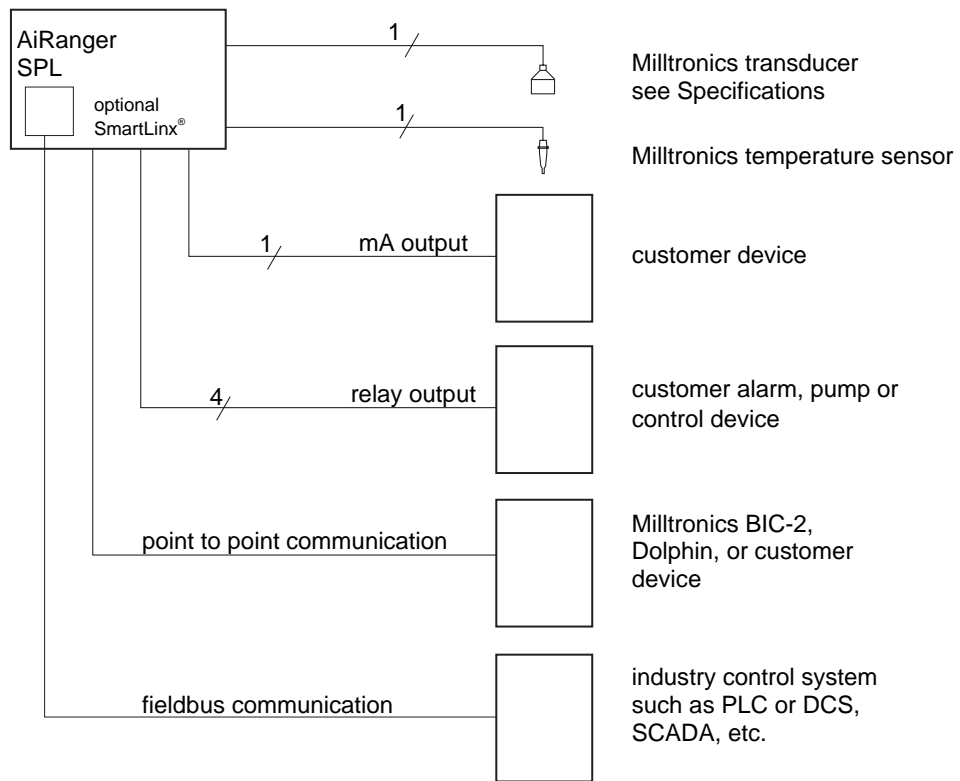 AiRanger
SPL
optional
SmartLinx®
1
Milltronics transducer
see Specifications
1
Milltronics temperature sensor
1
mA output
customer device
4
relay output
customer alarm, pump or
control device
point to point communication
Milltronics BIC-2,
Dolphin, or customer
device
fieldbus communication
industry control system
such as PLC or DCS,
SCADA, etc.